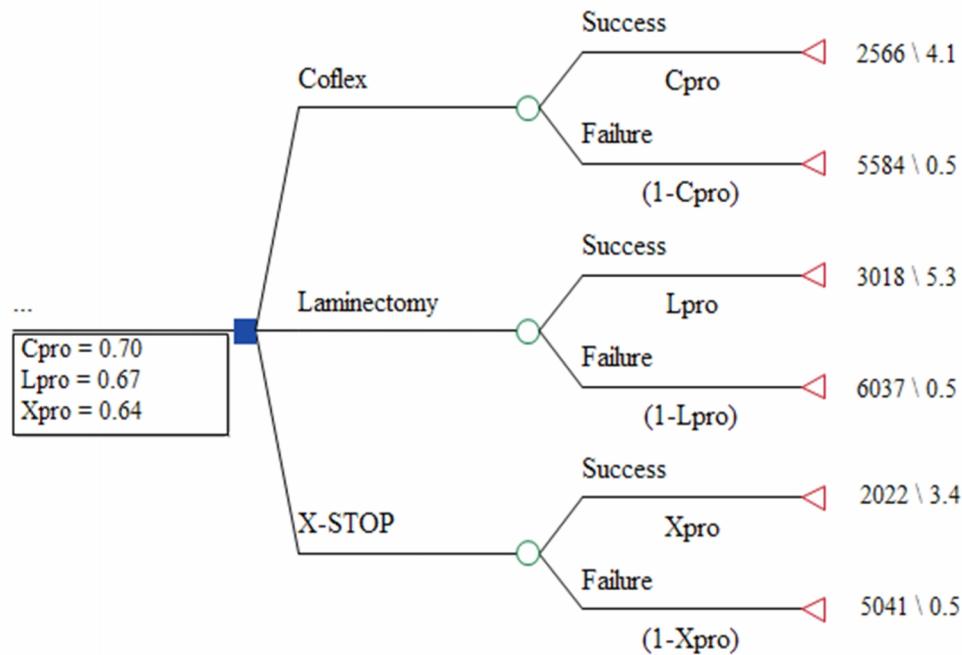 Success
2566 \ 4.1
Coflex
Cpro
Failure
5584 \ 0.5
(1-Cpro)
Success
3018 \ 5.3
...
Laminectomy
Lpro
Cpro = 0.70
Lpro = 0.67
Xpro = 0.64
Failure
6037 \ 0.5
(1-Lpro)
Success
2022 \ 3.4
X-STOP
Xpro
Failure
5041 \ 0.5
(1-Xpro)